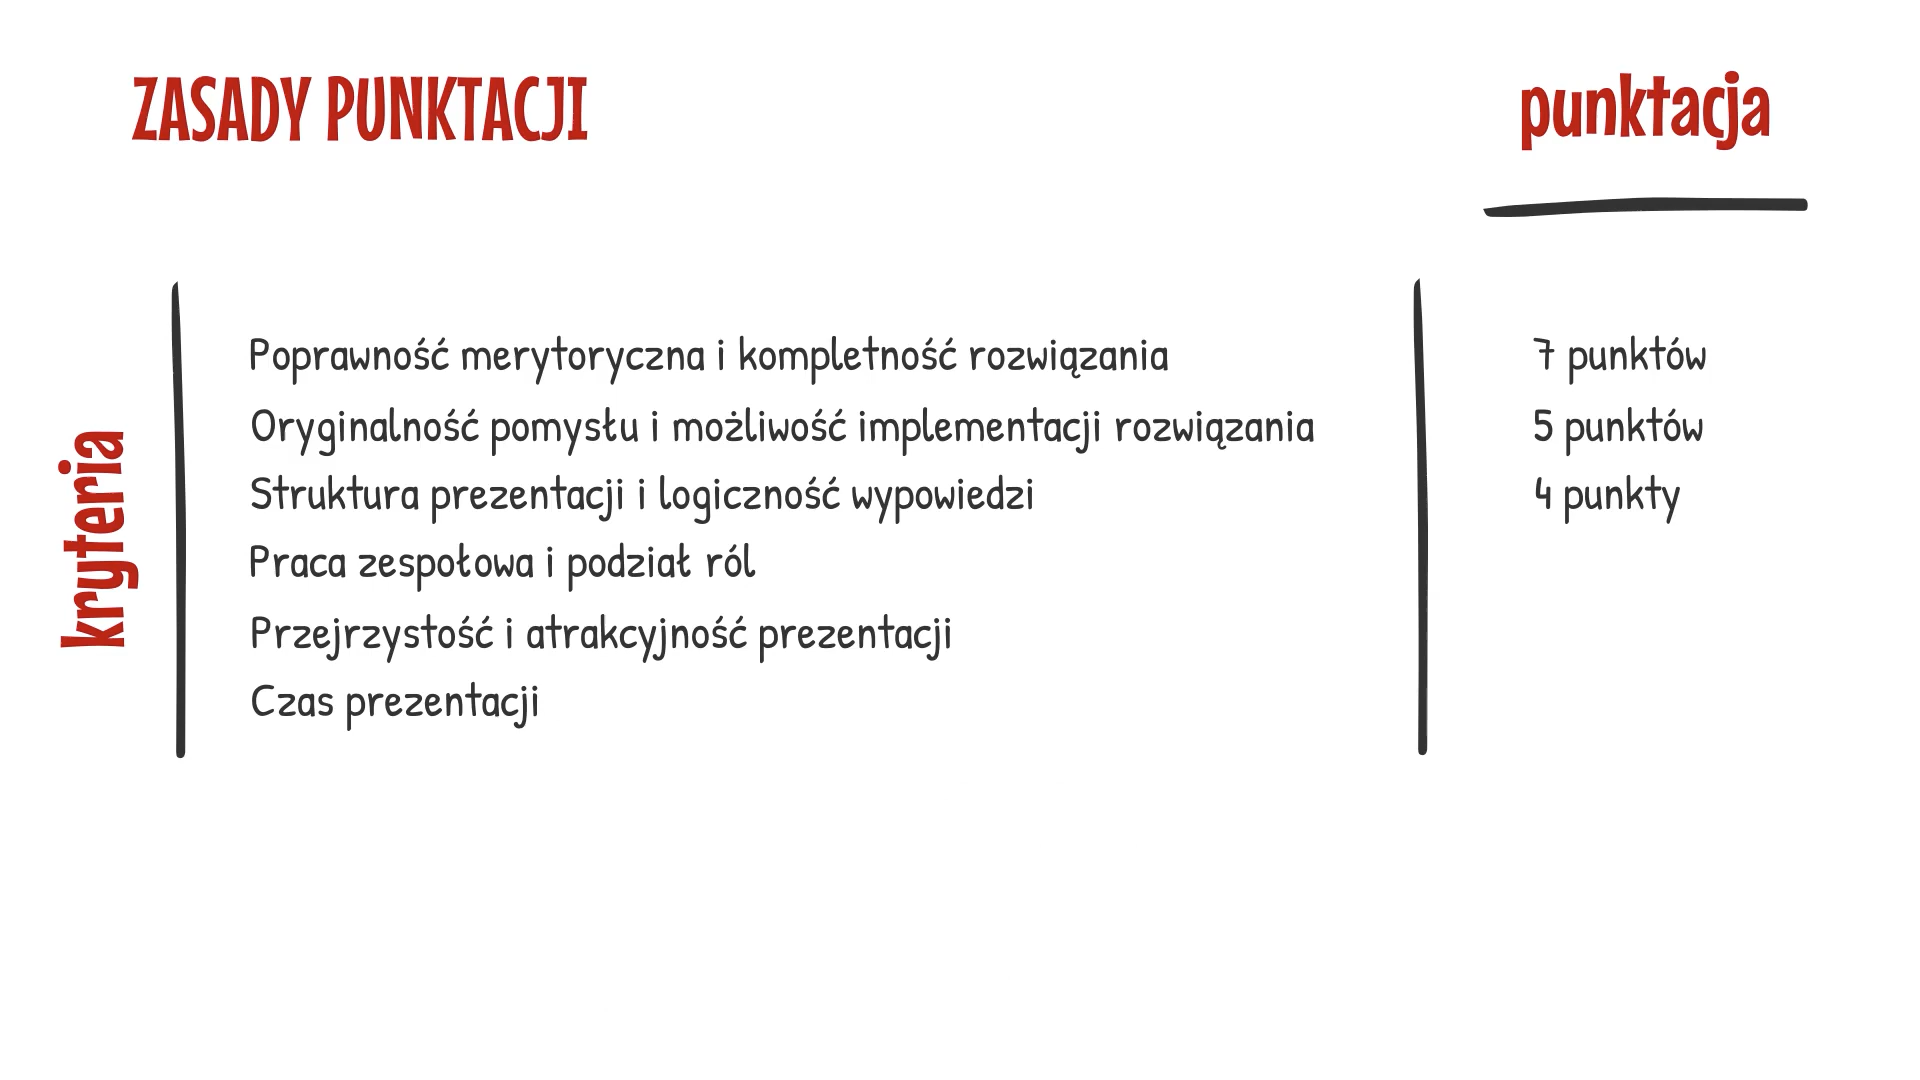 ZASADY PUNKTACJI
punktacja
kryteria
Poprawność merytoryczna i kompletność rozwiązania
7 punktów
Oryginalność pomysłu i możliwość implementacji rozwiązania
5 punktów
Struktura prezentacji i logiczność wypowiedzi
4 punkty
Praca zespołowa i podział ról
Przejrzystość i atrakcyjność prezentacji
Czas prezentacji